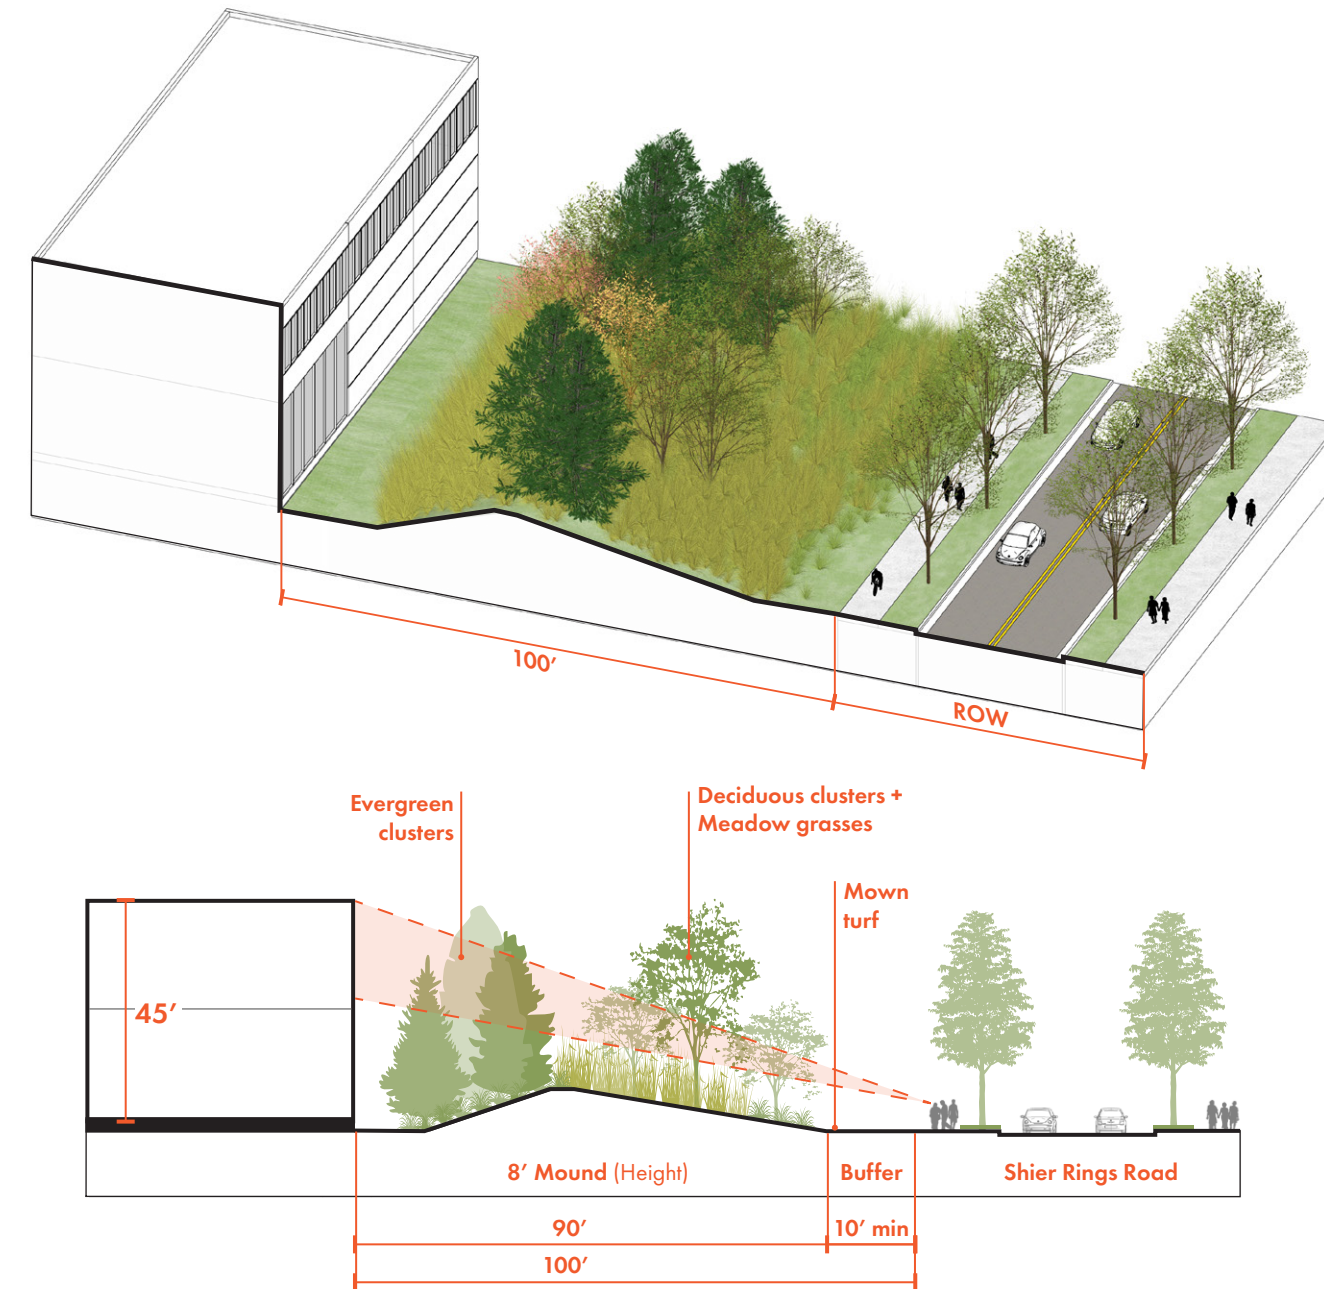 100’
ROW
Evergreen
clusters
Deciduous clusters +
Meadow grasses
Mown
turf
45’
8’ Mound (Height)
Buffer
Shier Rings Road
90’
10’ min
100’